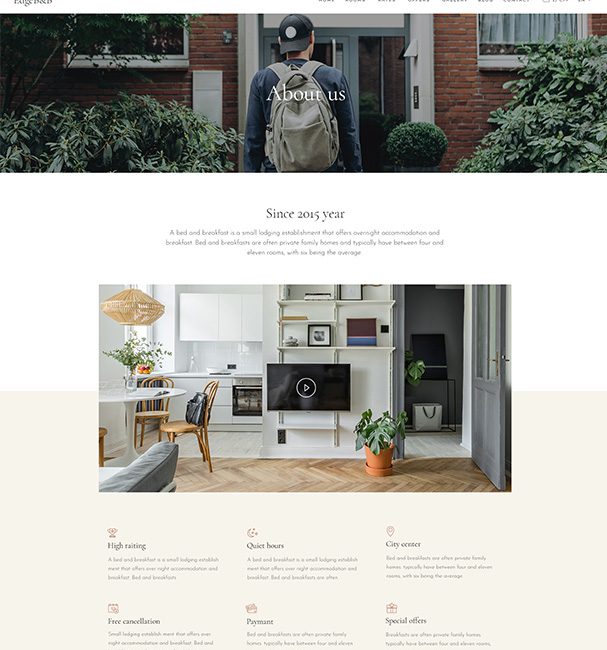 HOME ROOMS RATES OFFERS GALLERY BLOG CONTACT
About us
Since 2015 year
A bed and breakfast is a small lodging establishment that offers overnight accommodation and
breakfast. Bed and breakfasts are often private family homes and typically have between four and
eleven rooms, with six being the average
High raiting
A bed and breakfast is a small lodging establish
ment that offers over night accommodation and
breakfast. Bed and breakfasts
Quiet hours
A bed and breakfast is a small lodging establish
ment that offers over night accommodation and
breakfast. Bed and breakfasts are often
City center
Bed and breakfasts are often private family
homes typically have between four and eleven
rooms, with six being the average
Free cancellation
Small lodging establish ment that offers over
night accommodation and breakfast. Bed and
Paymant
Bed and breakfasts are often private family
homes typically have between four and eleven
Special offers
Breakfasts are often private family homes
typically have between four and eleven rooms,